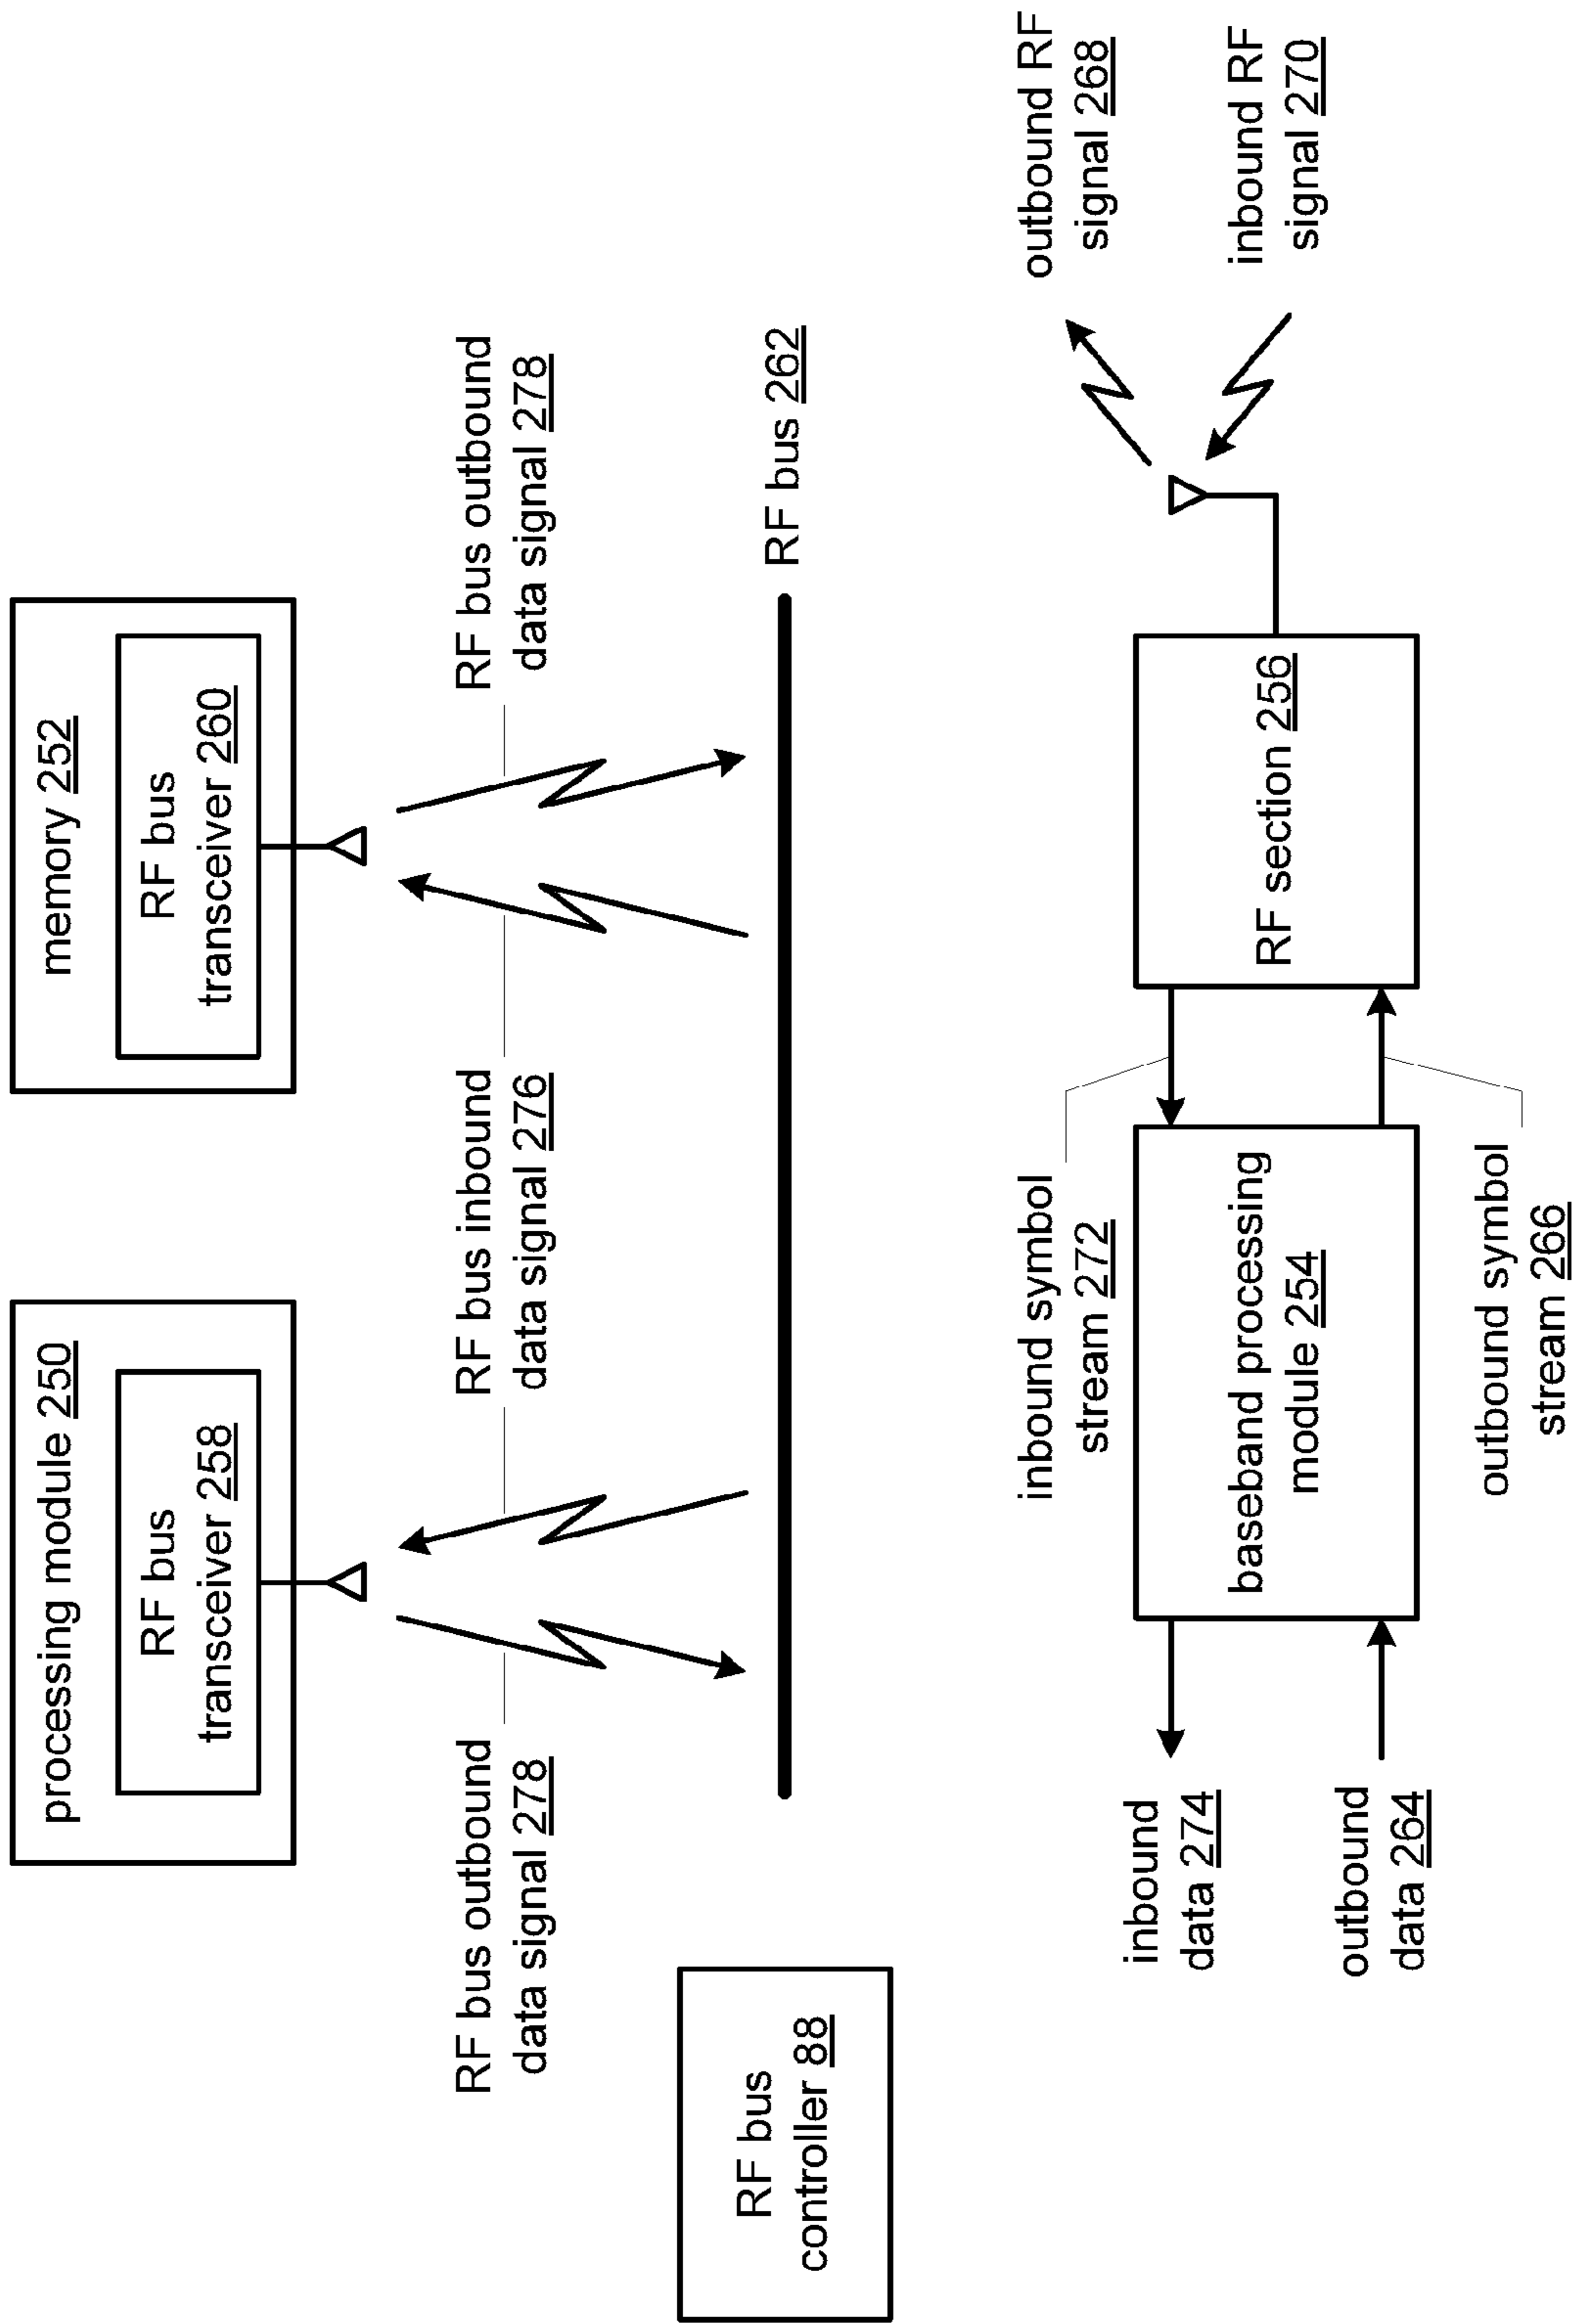 processing module 250
RF bus
transceiver 258
memory 252
RF bus
transceiver 260
RF bus outbound
data signal 278
RF bus inbound
data signal 276
RF bus outbound
data signal 278
RF bus
controller 88
RF bus 262
inbound symbol
stream 272
outbound RF
signal 268
inbound
data 274
baseband processing
module 254
RF section 256
inbound RF
signal 270
outbound
data 264
outbound symbol
stream 266